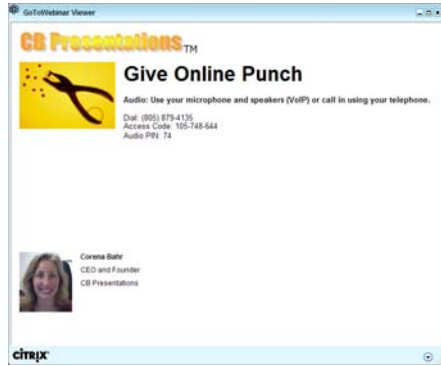 GoToWebinar Viewer
CB Presentations™
Give Online Punch
Audio: Use your microphone and speakers (VoIP) or call in using your telephone.
Dial: (805) 879-4135
Access Code: 105-748-644
Audio PIN: 74
Corena Bahr
CEO and Founder
CB Presentations
CITRIX